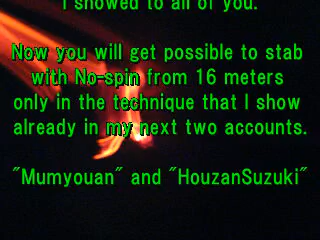 I showed to all of you.
Now you will get possible to stab
with No-spin from 16 meters
only in the technique that I show
already in my next two accounts.
"Mumyouan" and "HouzanSuzuki"